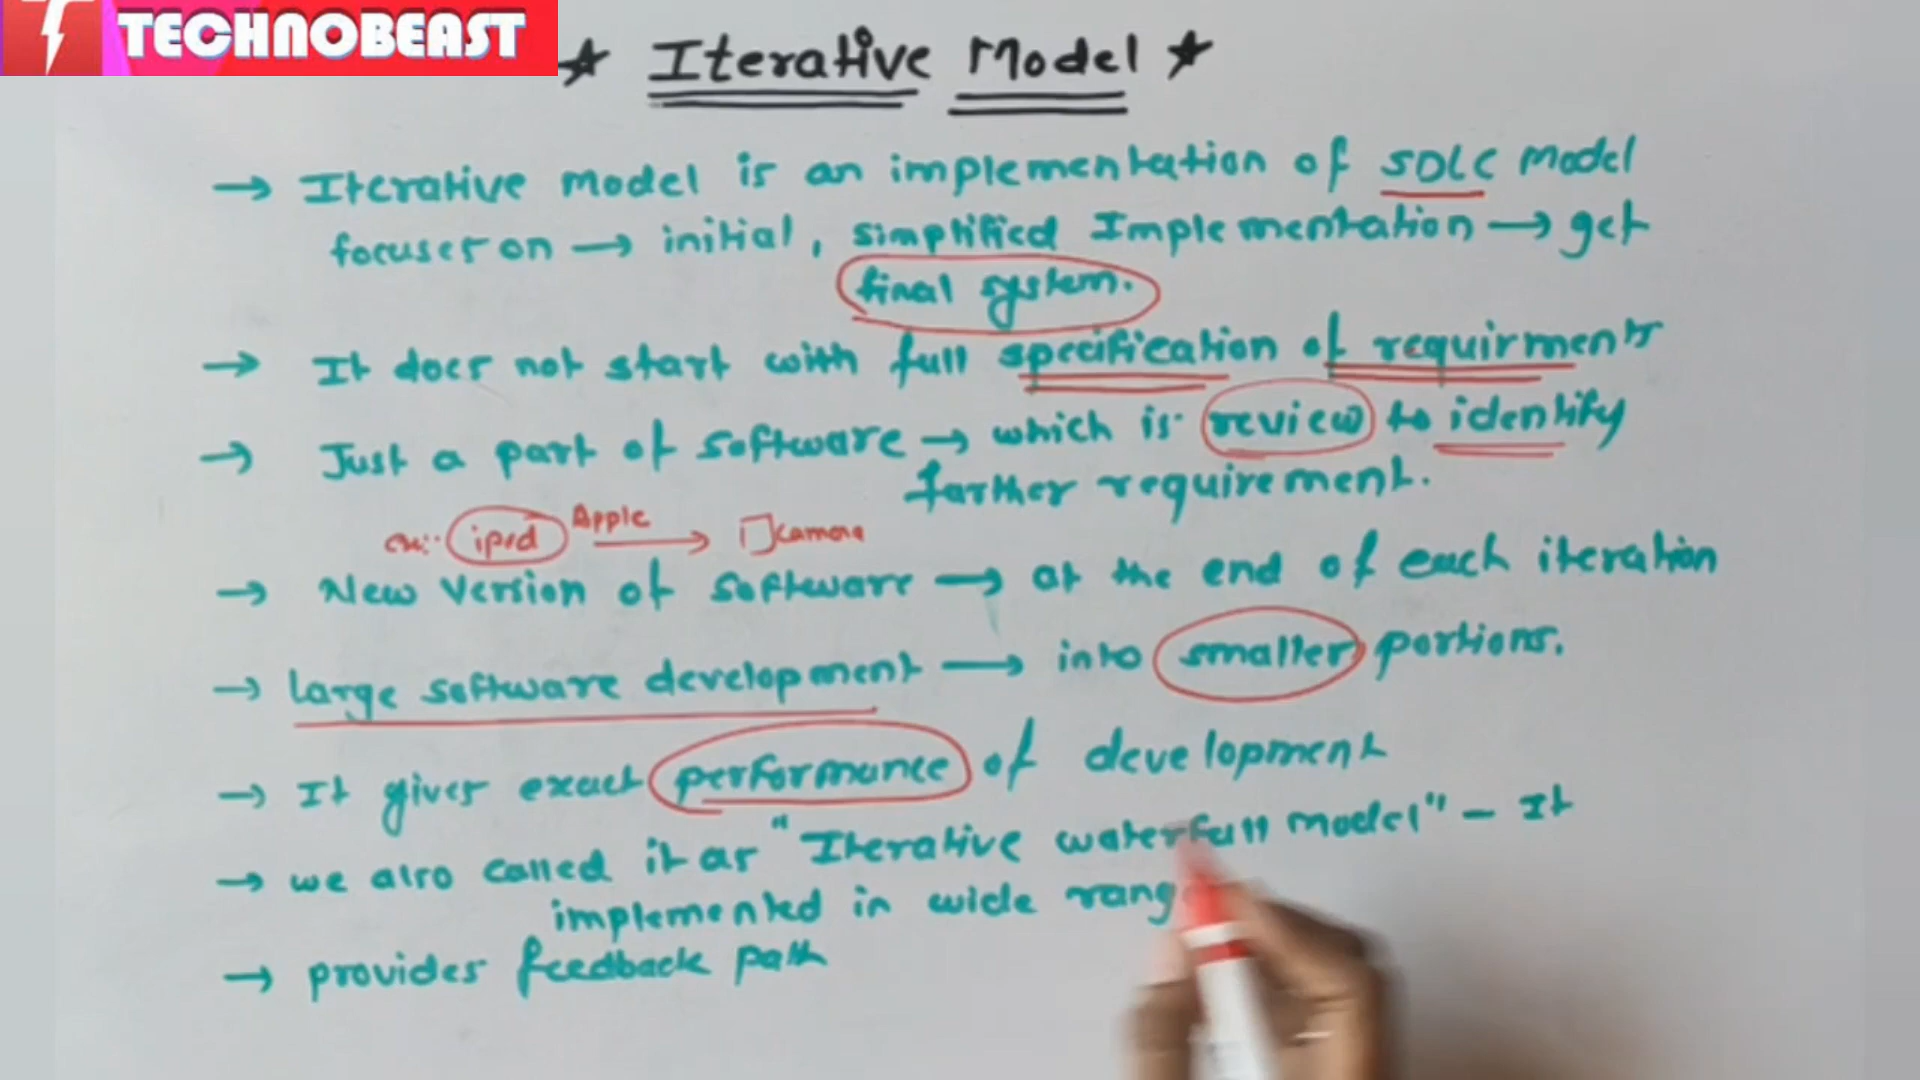 TECHNOBEAST
★ Iterative Model ★
→ Iterative model is an implementation of SDLC model
focuses on → initial, simplified Implementation → get
final system.
→ It does not start with full specification of requirments
→ Just a part of software → which is review to identify
farther requirement.
ex:- ipod Apple → camera
→ New version of software → at the end of each iteration
→ large software development → into smaller portions.
→ It gives exact performance of development
→ we also called it as "Iterative waterfall model" - It
implemented in wide
→ provides feedback path